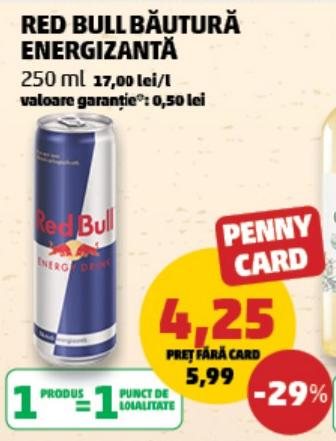 RED BULL BĂUTURĂ
ENERGIZANTĂ
250 ml 17,00 lei/l
valoare garanție®: 0,50 lei
Red Bull
ENERGY DRINK
PENNY
CARD
4,25
PREȚ FĂRĂ CARD
5,99
-29%
1 PRODUS = 1 PUNCT DE
LOIALITATE